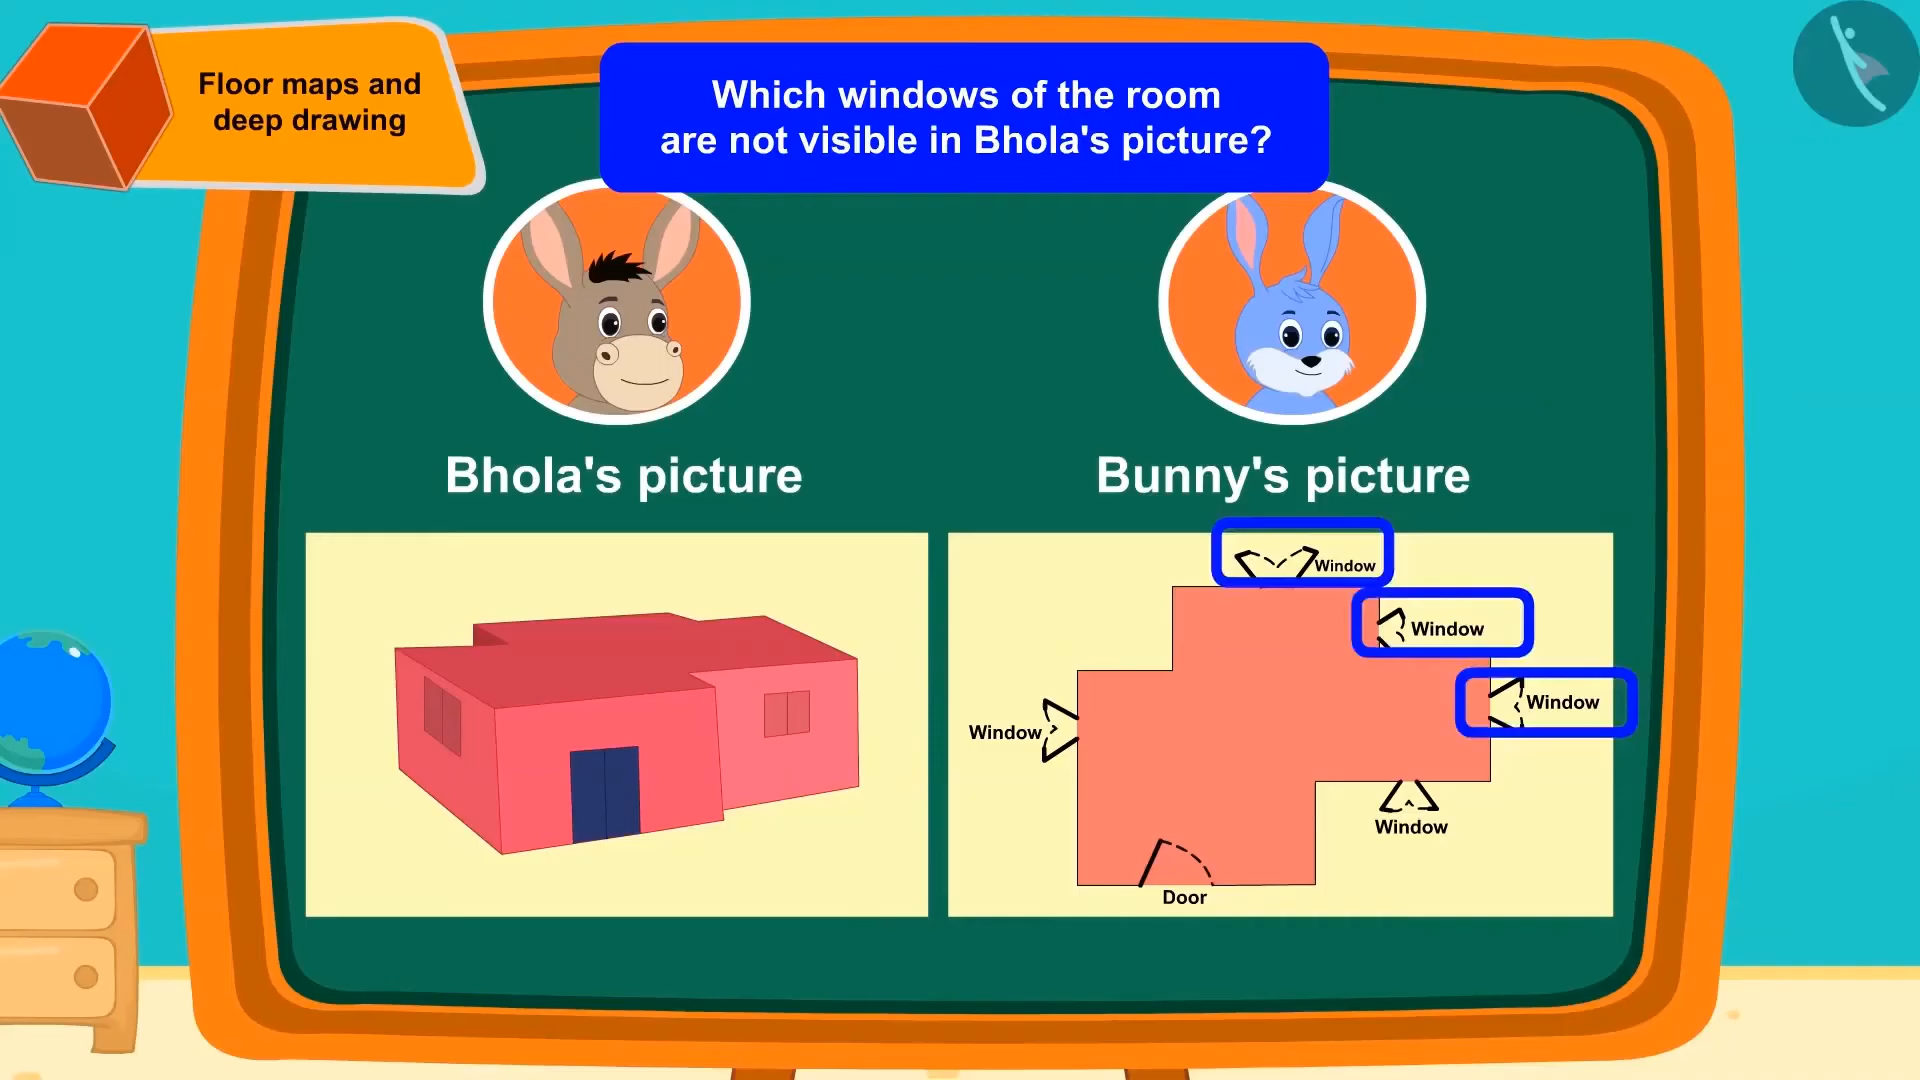 Floor maps and
deep drawing
Which windows of the room
are not visible in Bhola's picture?
Bhola's picture
Bunny's picture
Window
Window
Window
Window
Window
Door